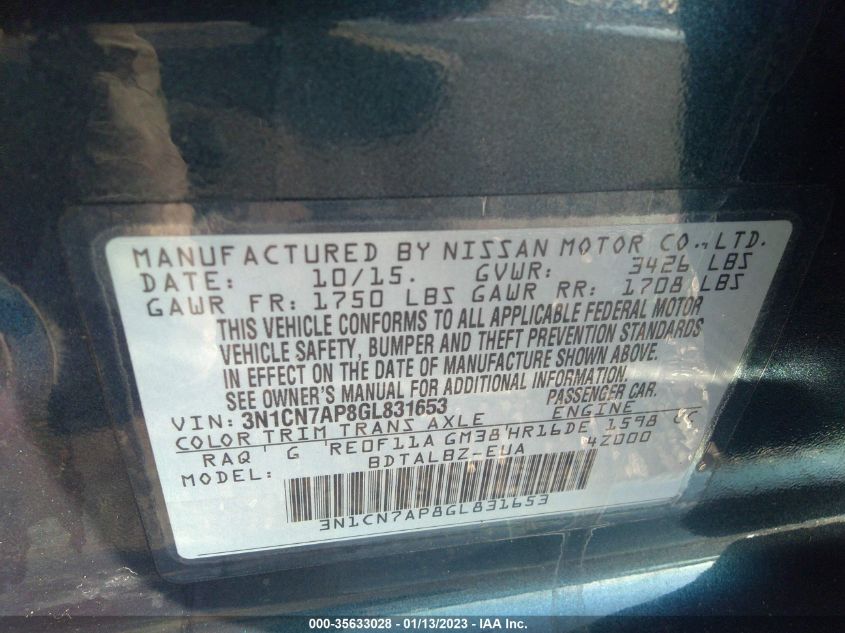 MANUFACTURED BY NISSAN MOTOR CO.,LTD.
DATE: 10/15. GVWR: 3426 LBS
GAWR FR: 1750 LBS GAWR RR: 1708 LBS
THIS VEHICLE CONFORMS TO ALL APPLICABLE FEDERAL MOTOR
VEHICLE SAFETY, BUMPER AND THEFT PREVENTION STANDARDS
IN EFFECT ON THE DATE OF MANUFACTURE SHOWN ABOVE.
SEE OWNER'S MANUAL FOR ADDITIONAL INFORMATION.
VIN: 3N1CN7AP8GL831653 PASSENGER CAR.
COLOR TRIM TRANS AXLE ENGINE
RAQ G RE0F11A GM38 HR16DE 1598 CC
MODEL: BDTALBZ-EUA 4Z000
3N1CN7AP8GL831653
000-35633028 - 01/13/2023 - IAA Inc.